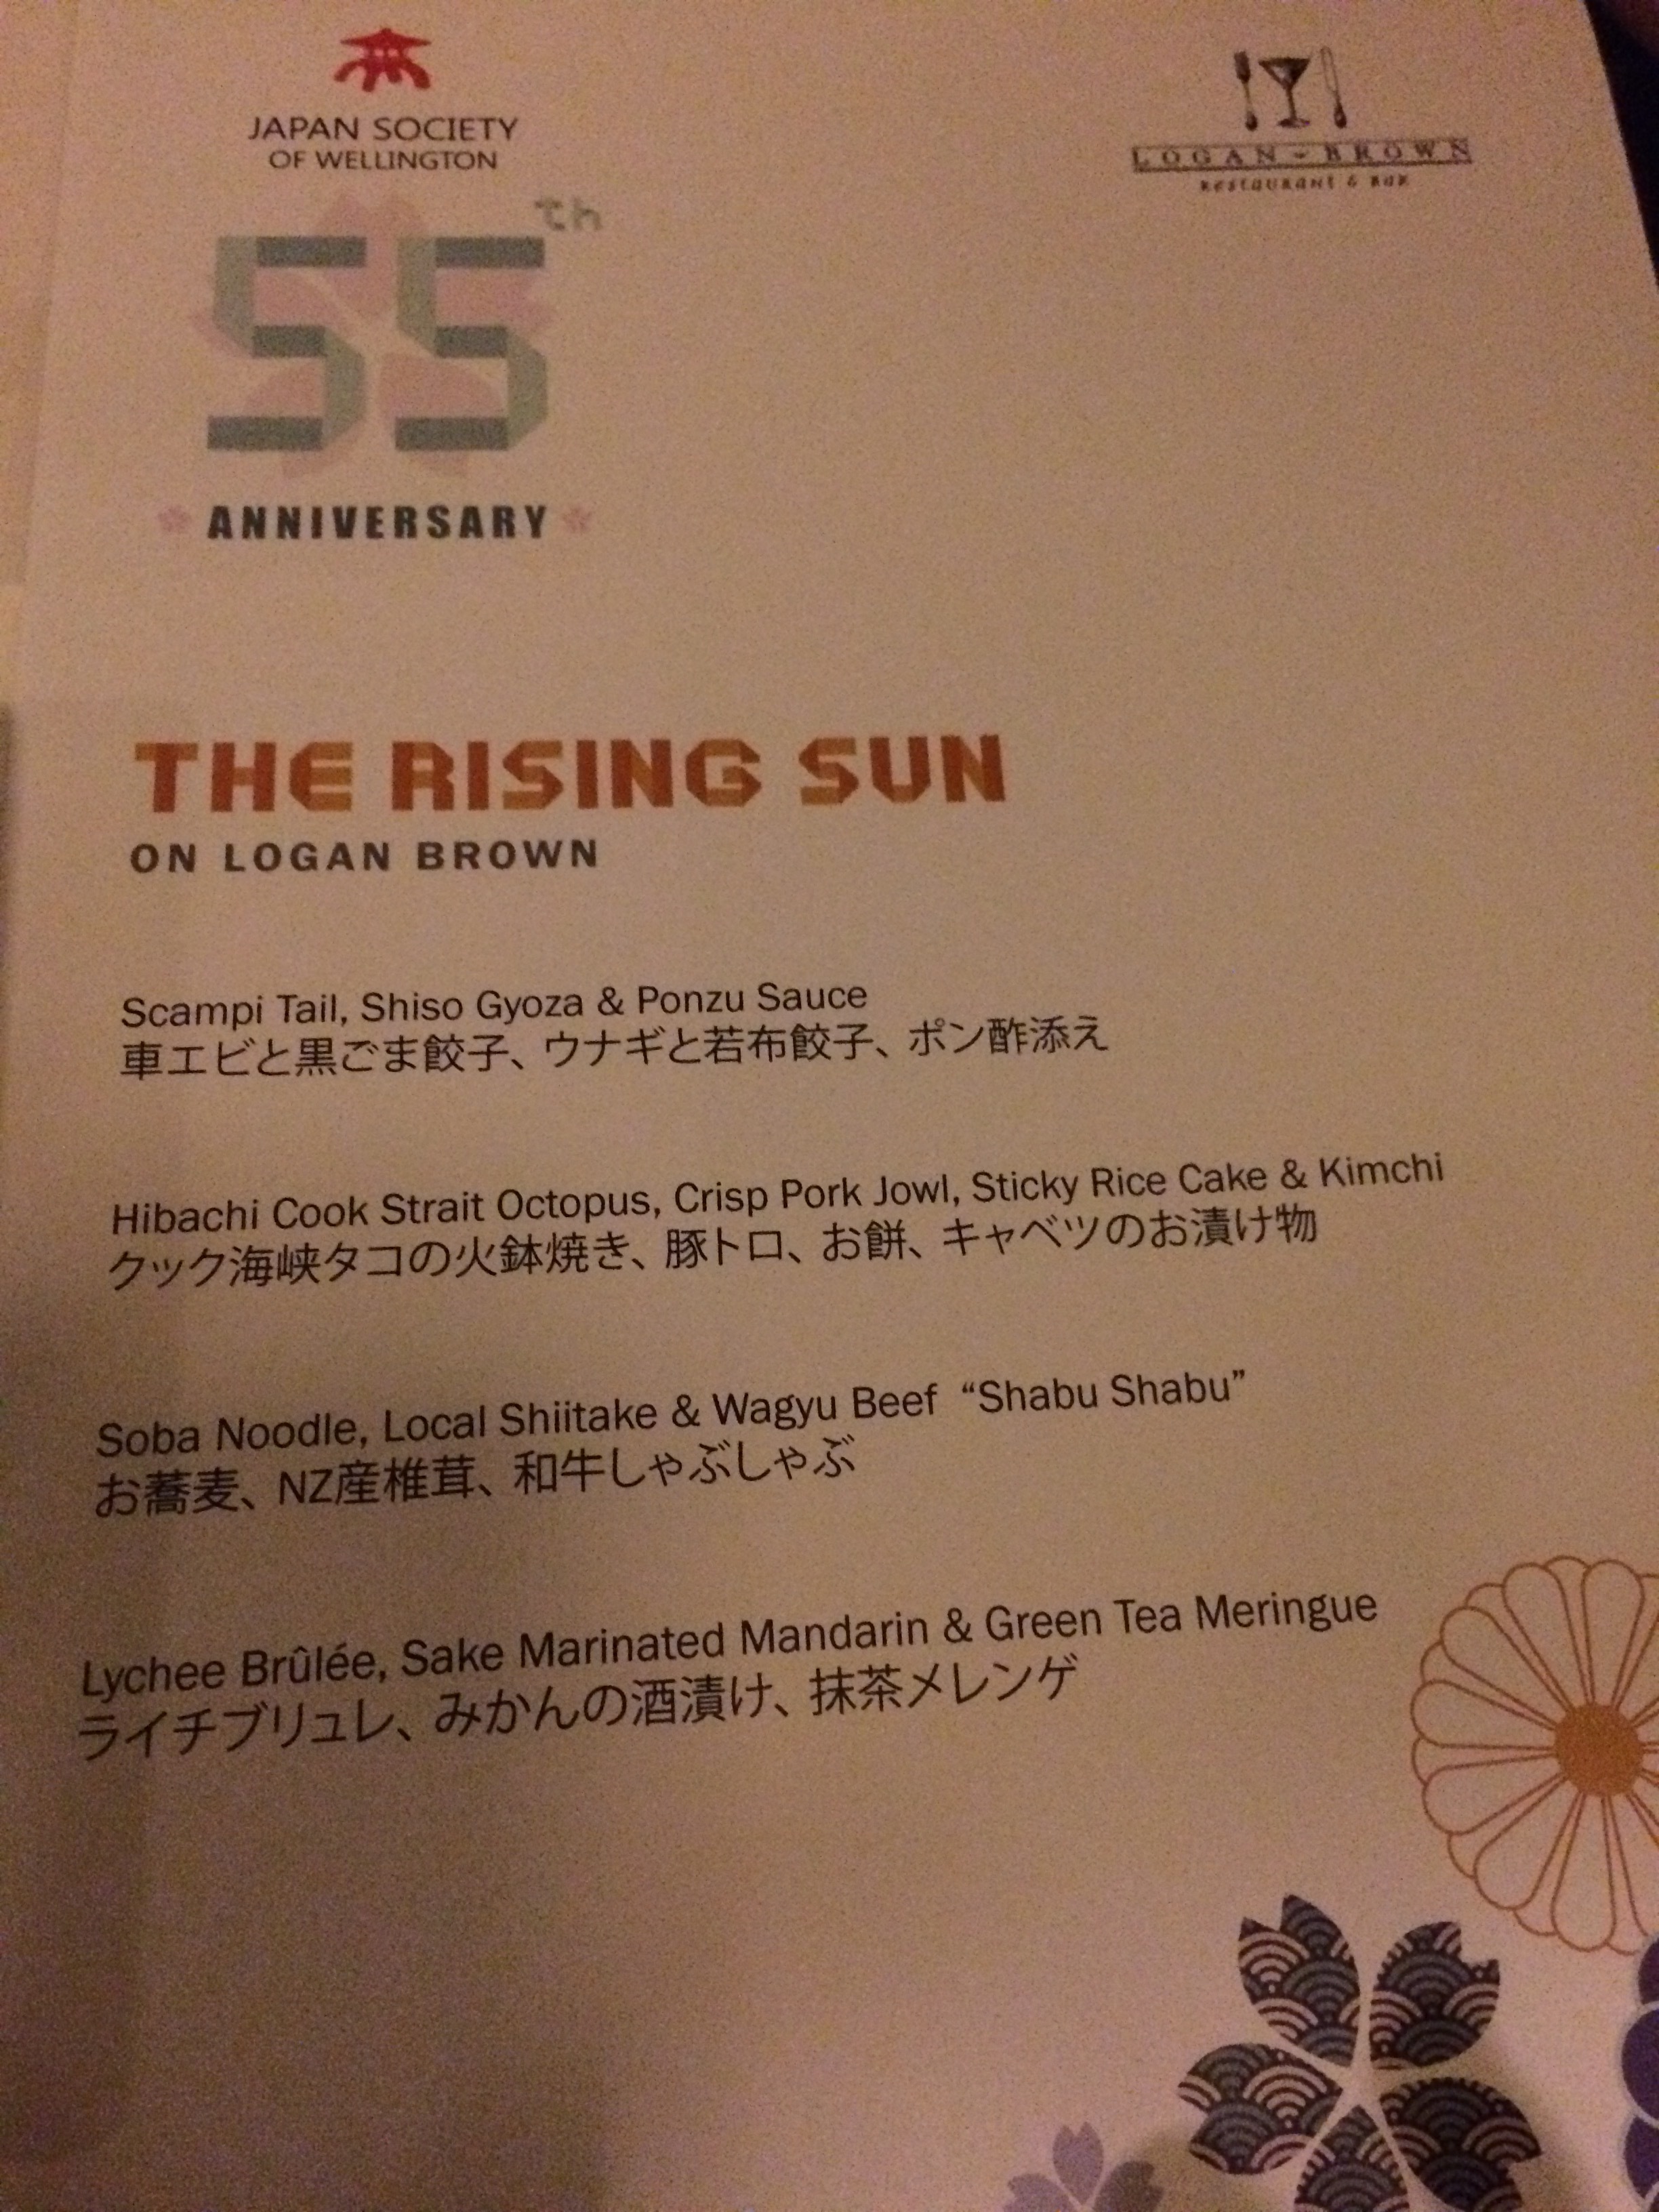 JAPAN SOCIETY
OF WELLINGTON
LOGAN - BROWN
RESTAURANT & BAR
55th
ANNIVERSARY
THE RISING SUN
ON LOGAN BROWN
Scampi Tail, Shiso Gyoza & Ponzu Sauce
車エビと黒ごま餃子、ウナギと若布餃子、ポン酢添え
Hibachi Cook Strait Octopus, Crisp Pork Jowl, Sticky Rice Cake & Kimchi
クック海峡タコの火鉢焼き、豚トロ、お餅、キャベツのお漬け物
Soba Noodle, Local Shiitake & Wagyu Beef “Shabu Shabu”
お蕎麦、NZ産椎茸、和牛しゃぶしゃぶ
Lychee Brûlée, Sake Marinated Mandarin & Green Tea Meringue
ライチブリュレ、みかんの酒漬け、抹茶メレンゲ